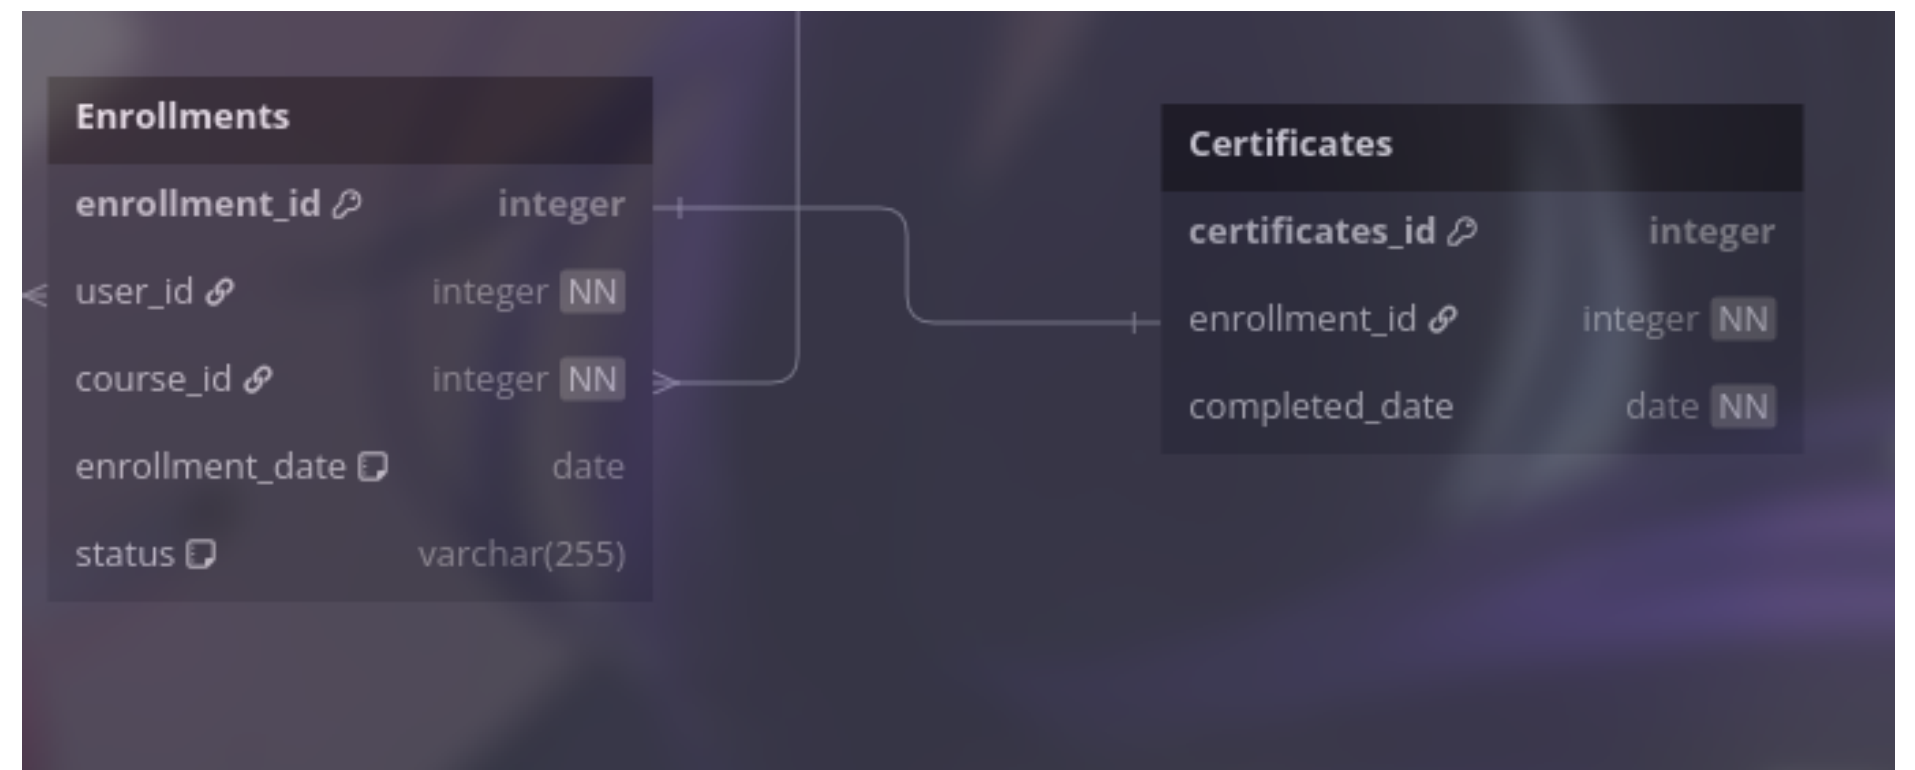 Enrollments
enrollment_id integer
user_id integer NN
course_id integer NN
enrollment_date date
status varchar(255)
Certificates
certificates_id integer
enrollment_id integer NN
completed_date date NN